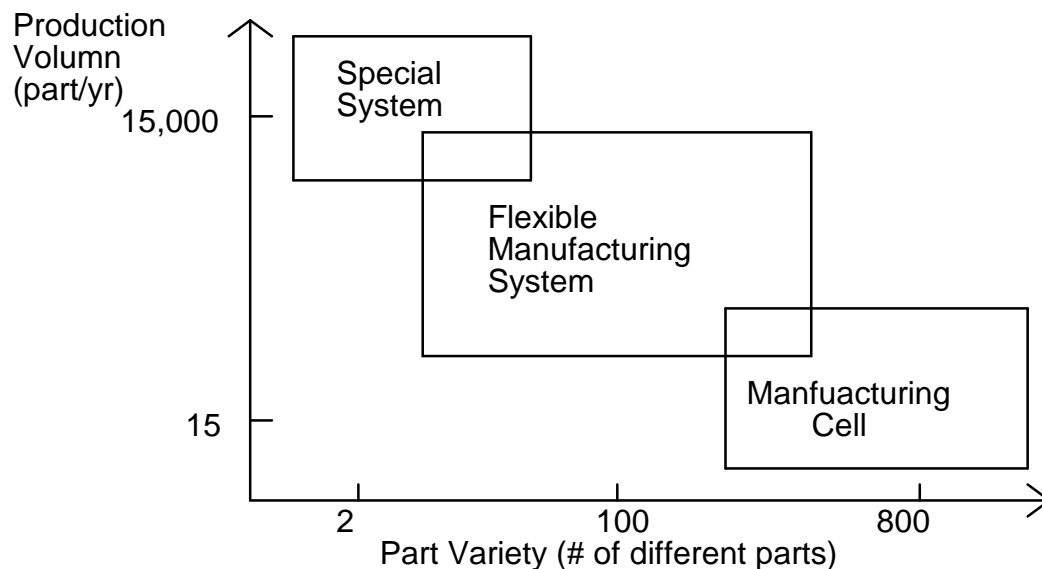 Production
Volumn
(part/yr)
Special
System
15,000
Flexible
Manufacturing
System
Manfuacturing
Cell
15
2
100
800
Part Variety (# of different parts)